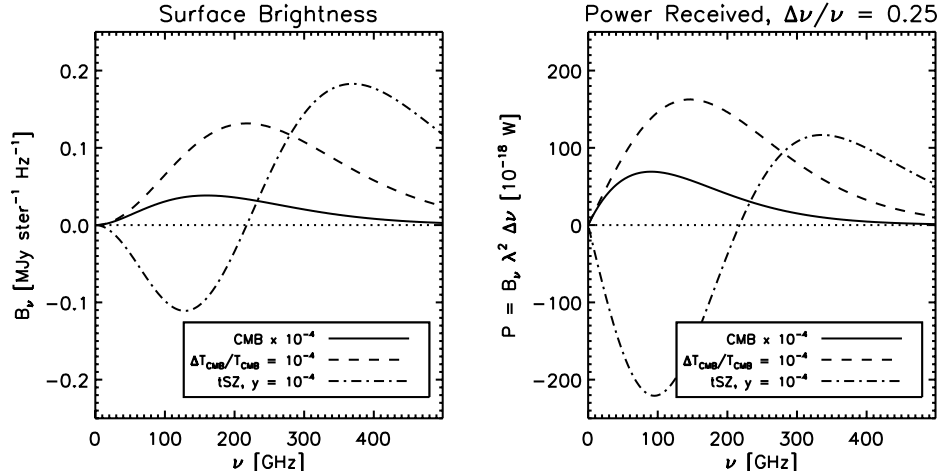 Surface Brightness
B_ν [MJy ster⁻¹ Hz⁻¹]
0.2
0.1
0.0
−0.1
−0.2
CMB × 10⁻⁴
ΔT_CMB/T_CMB = 10⁻⁴
tSZ, y = 10⁻⁴
0 100 200 300 400
ν [GHz]
Power Received, Δν/ν = 0.25
P = B_ν λ² Δν [10⁻¹⁸ W]
200
100
0
−100
−200
CMB × 10⁻⁴
ΔT_CMB/T_CMB = 10⁻⁴
tSZ, y = 10⁻⁴
0 100 200 300 400
ν [GHz]